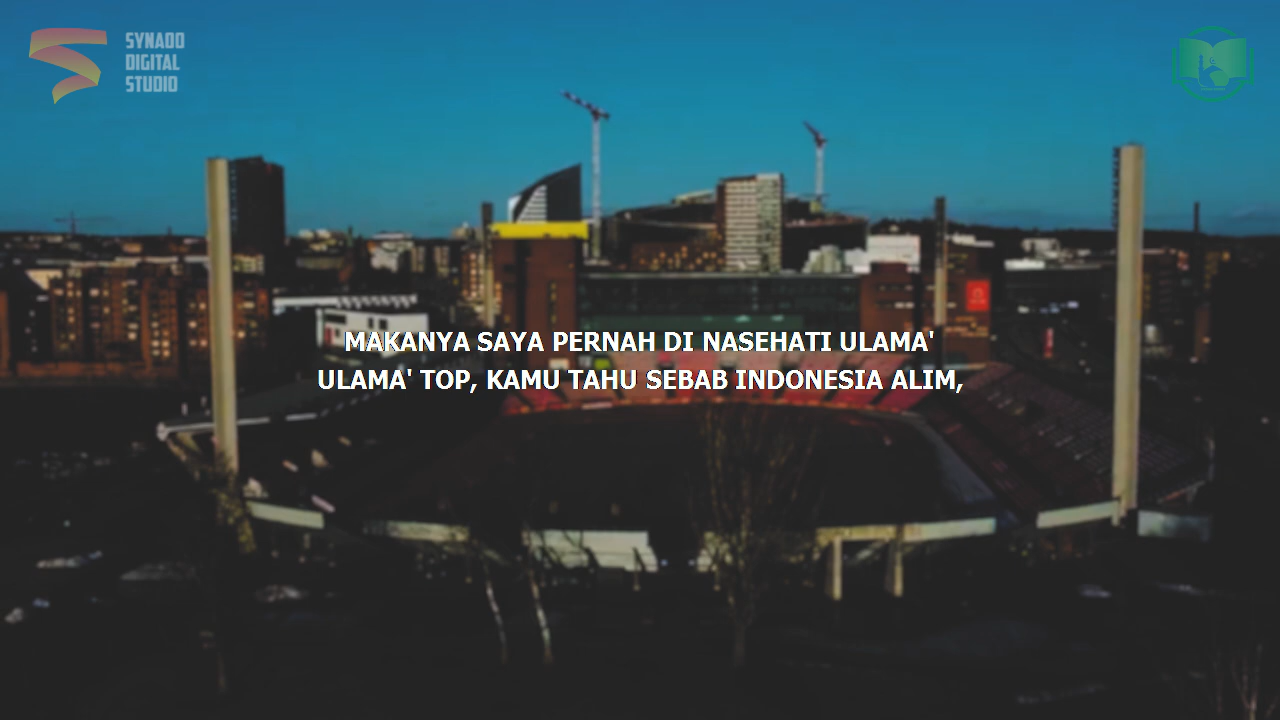 SYNADO
DIGITAL
STUDIO
MAKANYA SAYA PERNAH DI NASEHATI ULAMA'
ULAMA' TOP, KAMU TAHU SEBAB INDONESIA ALIM,